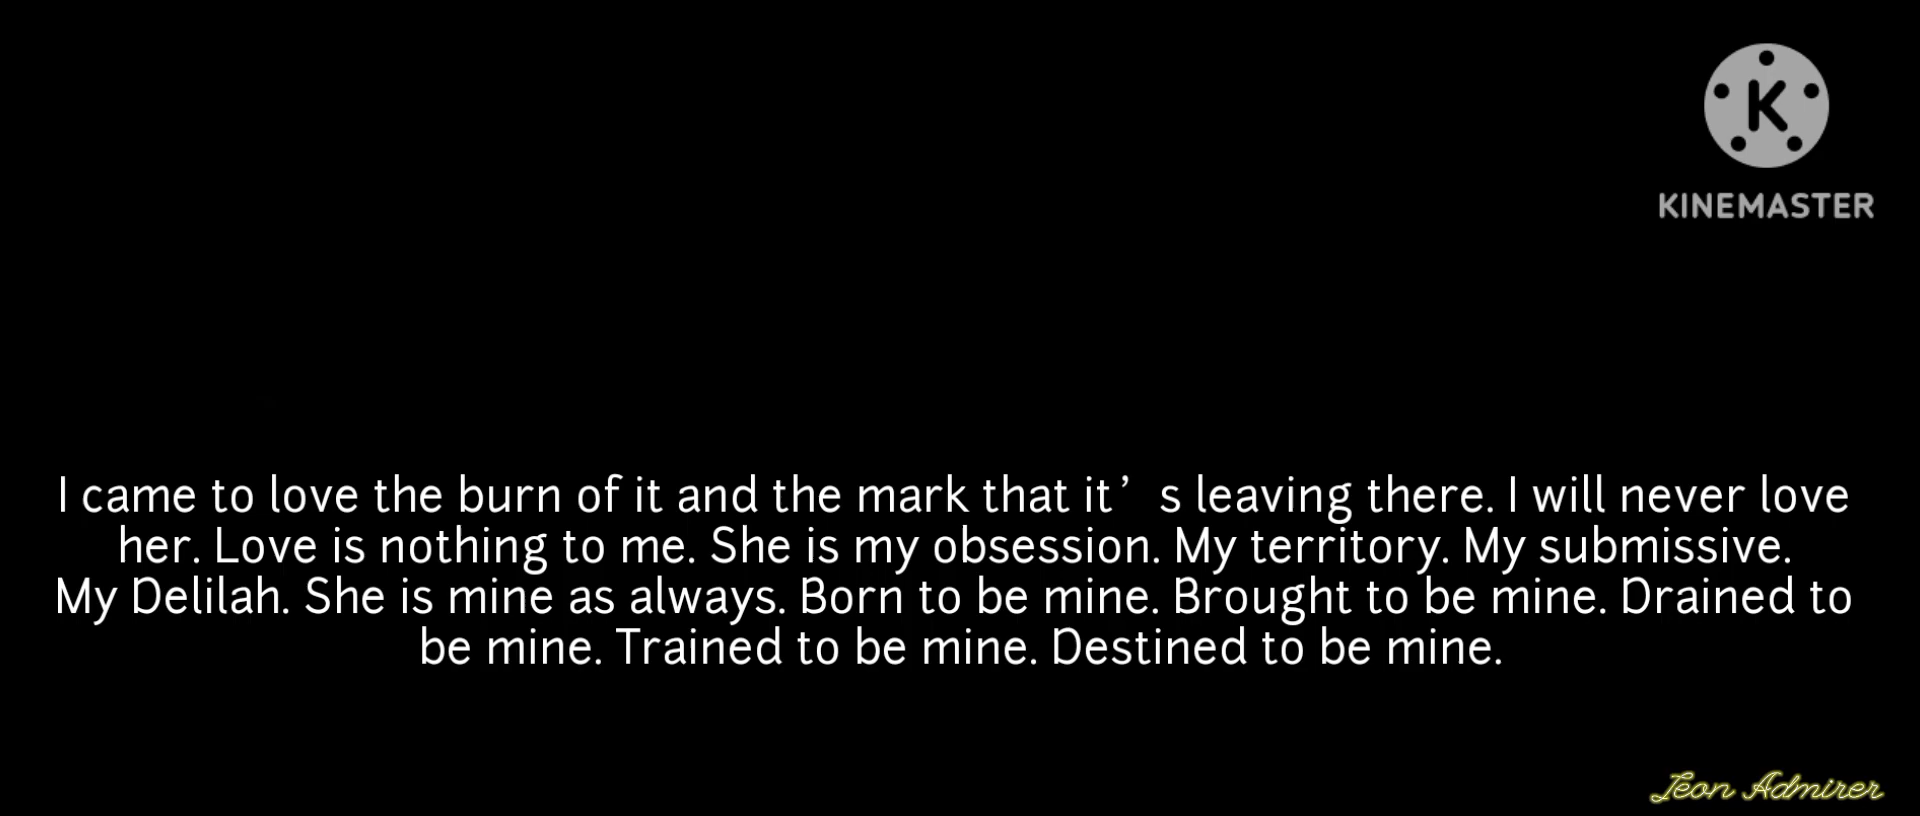 K
KINEMASTER
I came to love the burn of it and the mark that it’s leaving there. I will never love
her. Love is nothing to me. She is my obsession. My territory. My submissive.
My Delilah. She is mine as always. Born to be mine. Brought to be mine. Drained to
be mine. Trained to be mine. Destined to be mine.
Leon Admirer